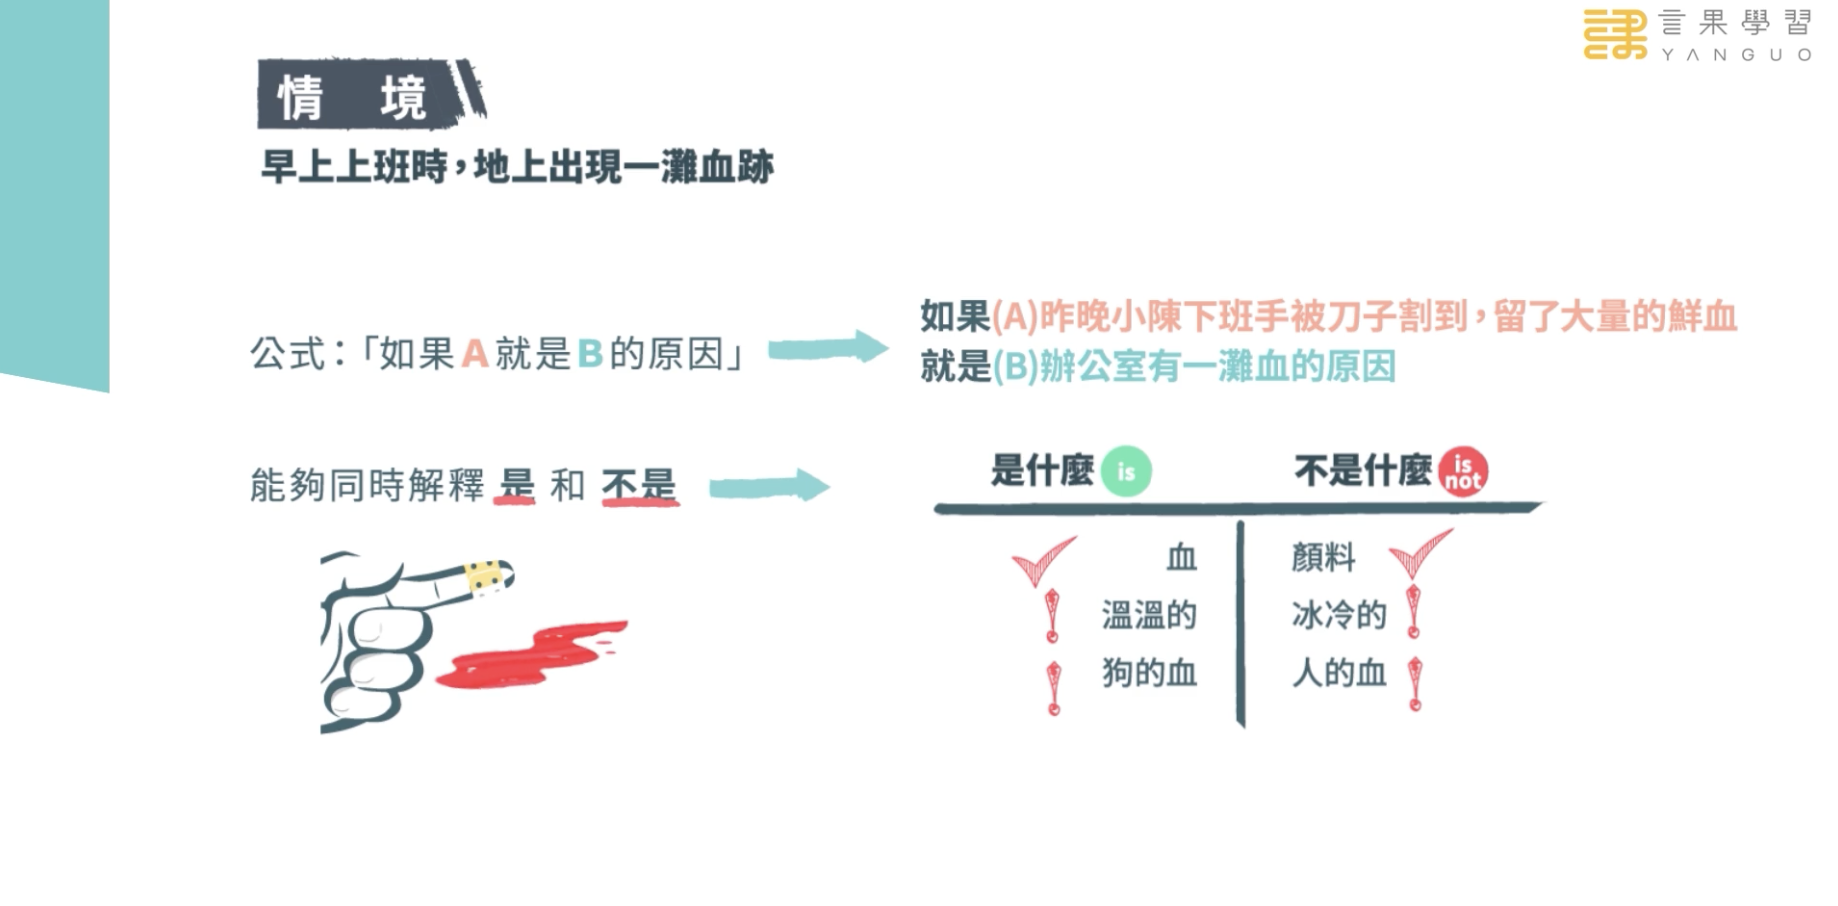 言果學習
YANGUO
情 境
早上上班時，地上出現一灘血跡
公式：「如果A就是B的原因」
如果(A)昨晚小陳下班手被刀子割到，留了大量的鮮血
就是(B)辦公室有一灘血的原因
能夠同時解釋 是 和 不是
是什麼 is
不是什麼 is not
血
顏料
溫溫的
冰冷的
狗的血
人的血